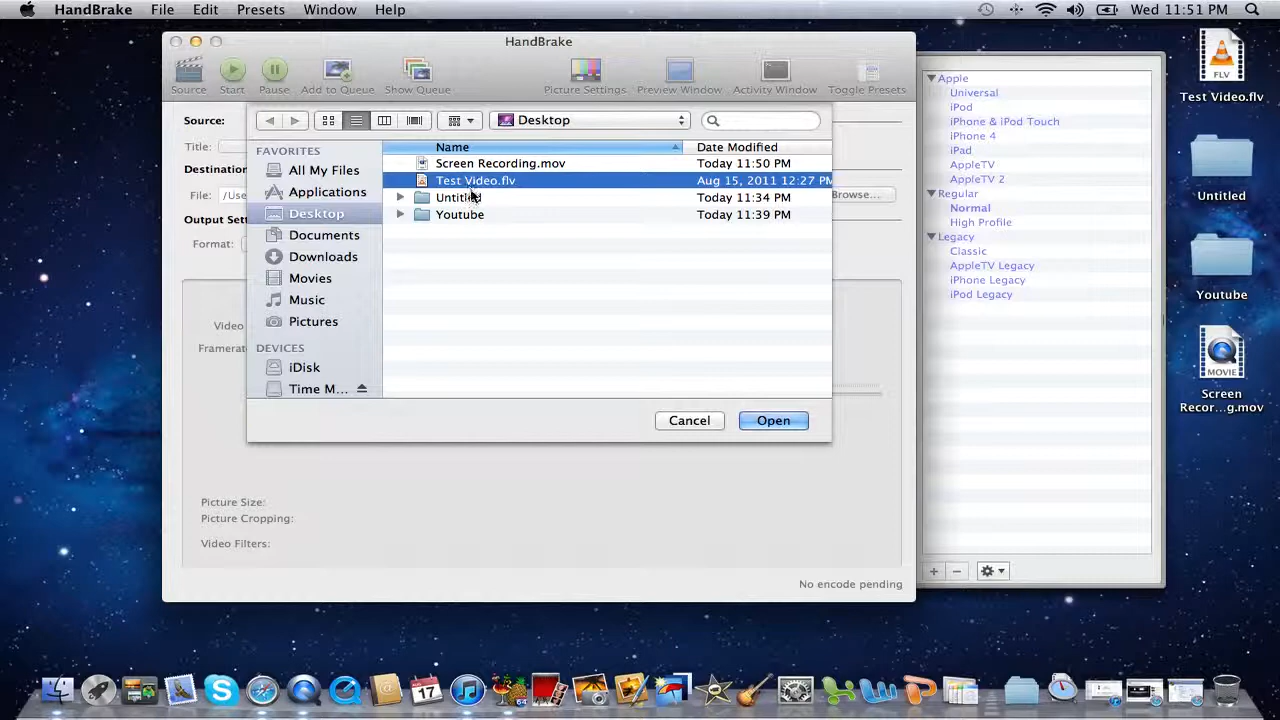 HandBrake File Edit Presets Window Help Wed 11:51 PM
HandBrake
Source Start Pause Add to Queue Show Queue Picture Settings Preview Window Activity Window Toggle Presets
Source:
Desktop
Title:
Destination
File: /Use
Browse...
Output Set
Format:
Video
Framerat
FAVORITES
All My Files
Applications
Desktop
Documents
Downloads
Movies
Music
Pictures
DEVICES
iDisk
Time M...
Name Date Modified
Screen Recording.mov Today 11:50 PM
Test Video.flv Aug 15, 2011 12:27 PM
Untitled Today 11:34 PM
Youtube Today 11:39 PM
Cancel Open
Picture Size:
Picture Cropping:
Video Filters:
No encode pending
Apple
Universal
iPod
iPhone & iPod Touch
iPhone 4
iPad
AppleTV
AppleTV 2
Regular
Normal
High Profile
Legacy
Classic
AppleTV Legacy
iPhone Legacy
iPod Legacy
FLV
Test Video.flv
Untitled
Youtube
MOVIE
Screen
Recor...g.mov
17